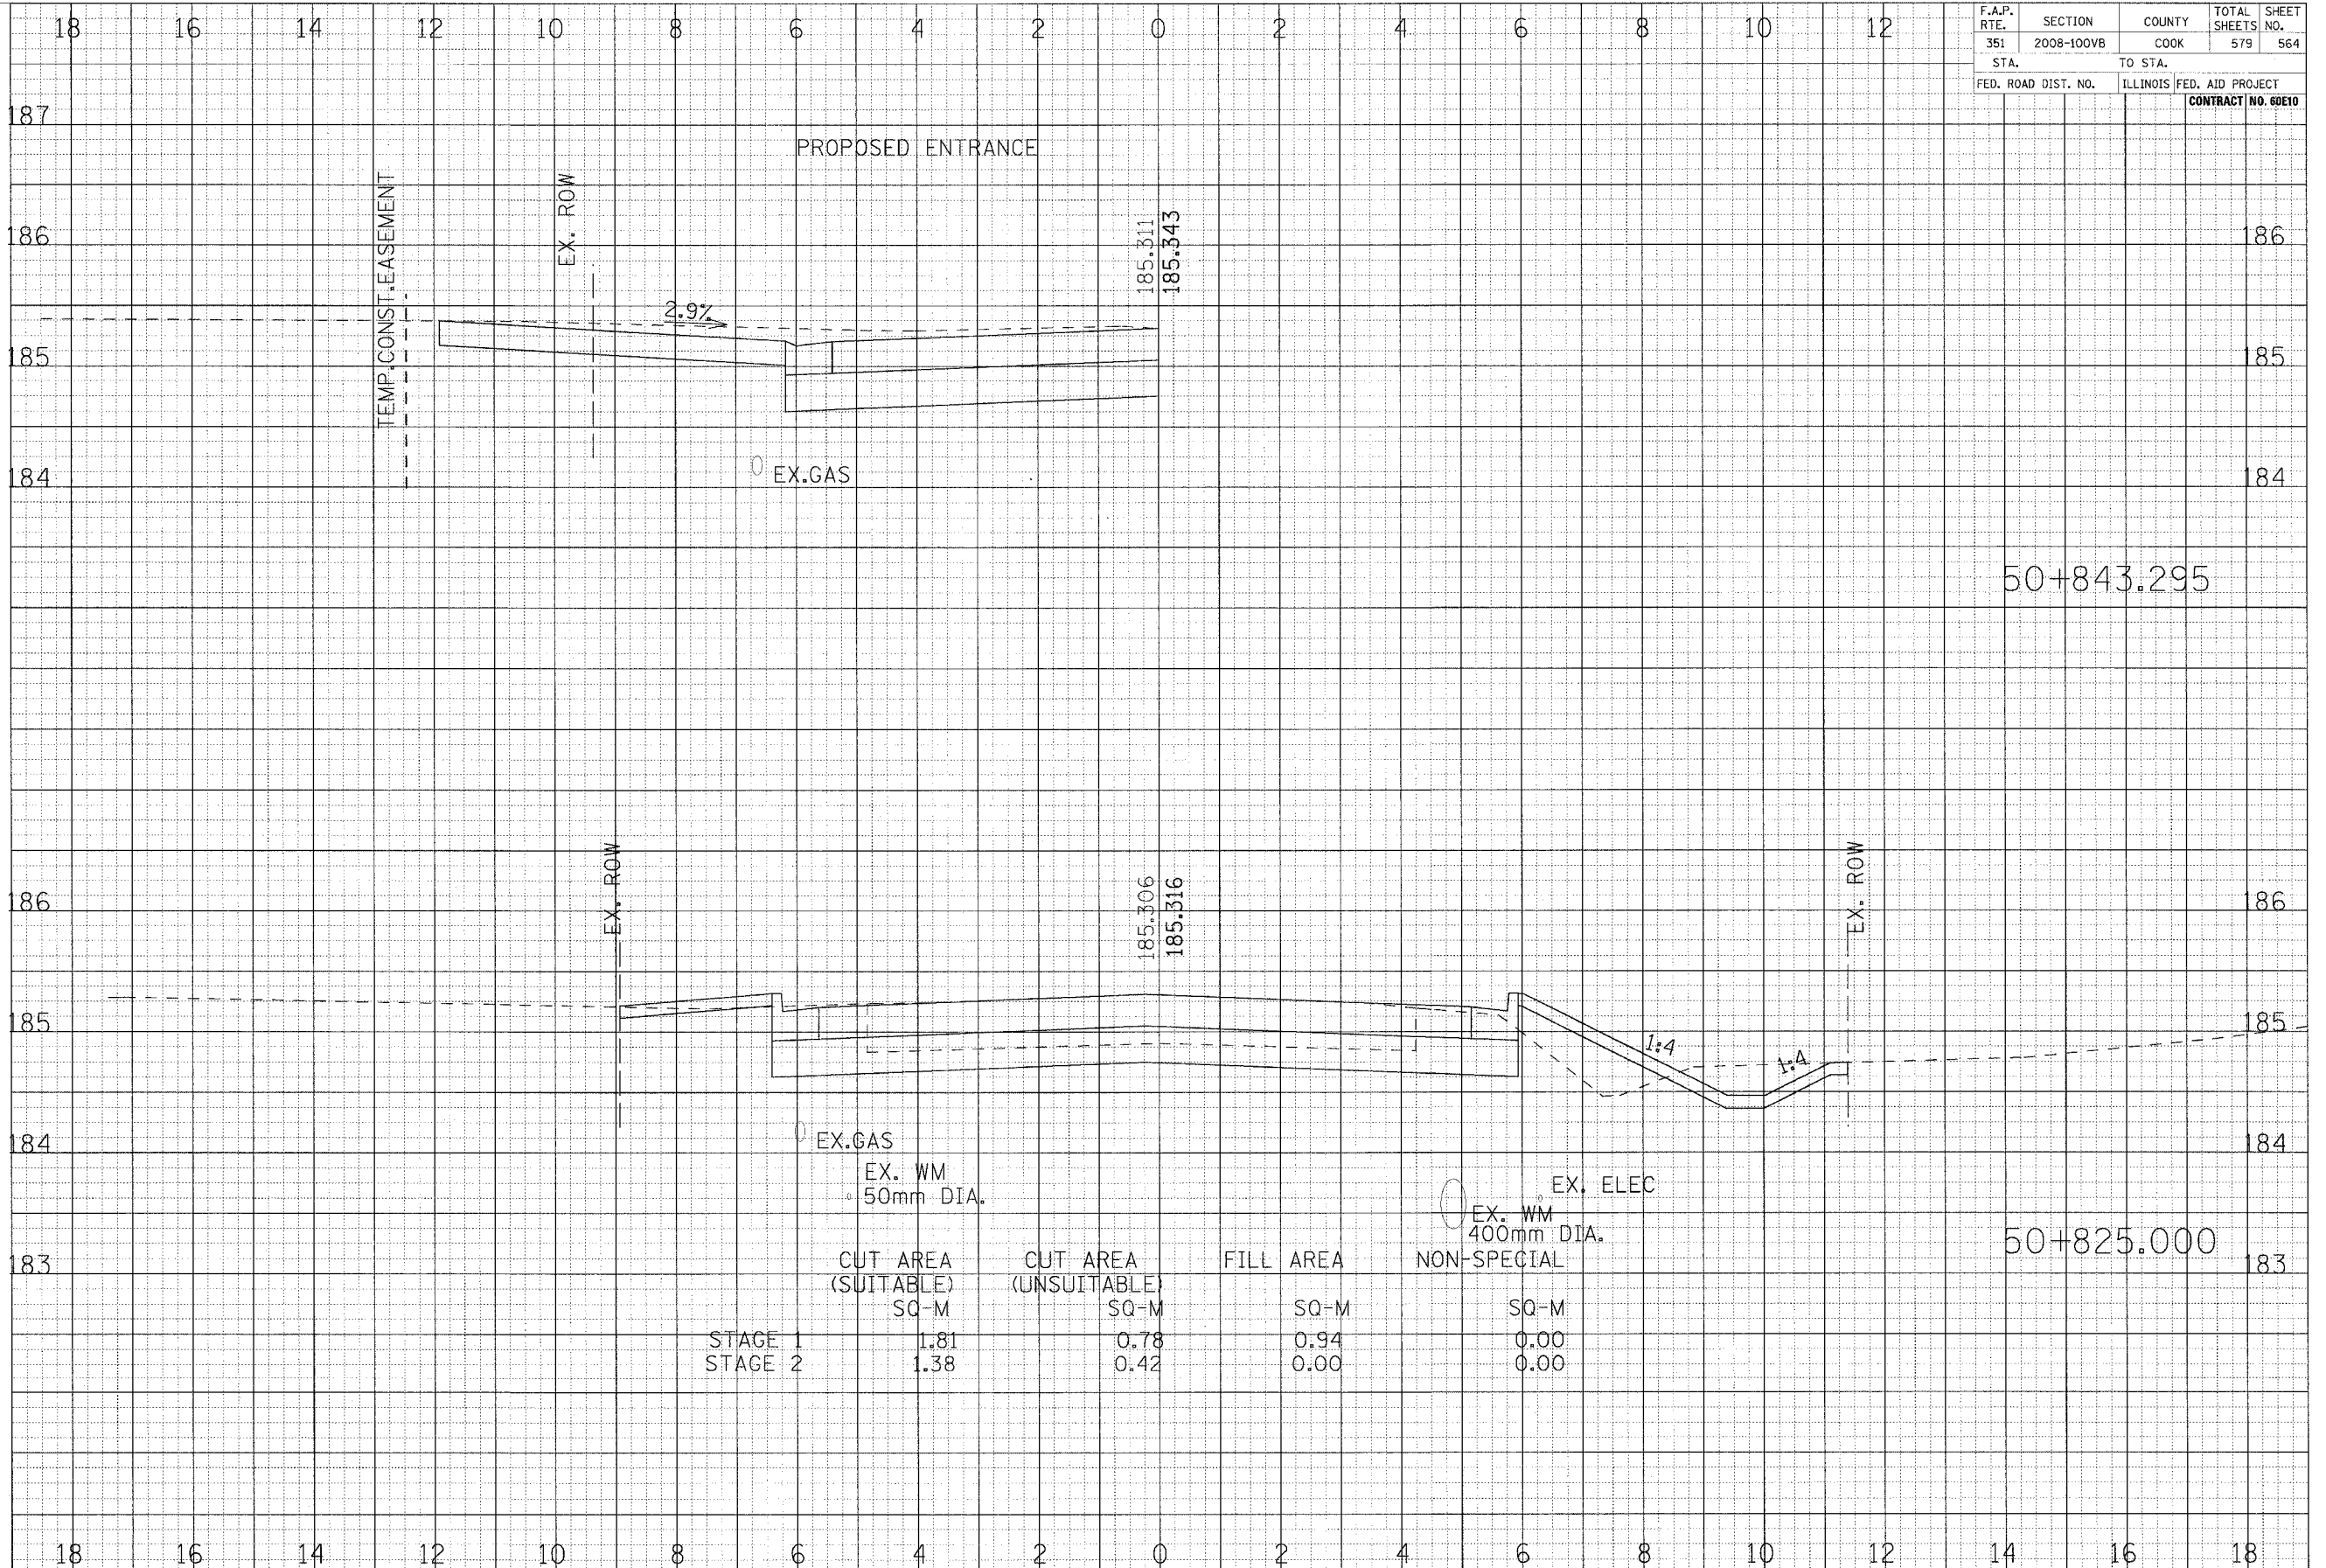 18 16 14 12 10 8 6 4 2 0 2 4 6 8 10 12
F.A.P. RTE. SECTION COUNTY TOTAL SHEETS SHEET NO.
351 2008-100VB COOK 579 564
STA. TO STA.
FED. ROAD DIST. NO. ILLINOIS FED. AID PROJECT
CONTRACT NO. 60E10
187
PROPOSED ENTRANCE
TEMP.CONST.EASEMENT
EX. ROW
185.311
185.343
186 186
2.9%
185 185
EX.GAS
184 184
50+843.295
EX. ROW
185.306
185.316
EX. ROW
186 186
185 185
1:4
1:4
EX.GAS
184 184
EX. WM
50mm DIA.
EX. ELEC
EX. WM
400mm DIA.
50+825.000
183 183
CUT AREA CUT AREA FILL AREA NON-SPECIAL
(SUITABLE) (UNSUITABLE)
SQ-M SQ-M SQ-M SQ-M
STAGE 1 1.81 0.78 0.94 0.00
STAGE 2 1.38 0.42 0.00 0.00
18 16 14 12 10 8 6 4 2 0 2 4 6 8 10 12 14 16 18